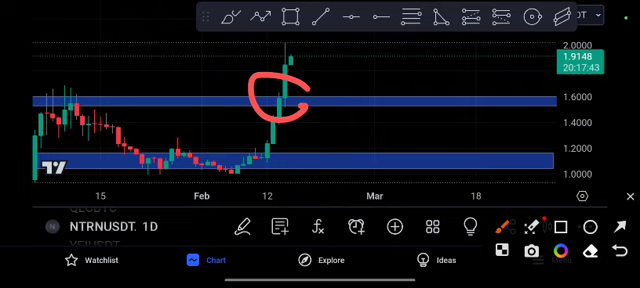 DT
2.0000
1.9148
20:17:43
1.6000
1.4000
1.2000
1.0000
15 Feb 12 Mar 18
N NTRNUSDT, 1D
Watchlist Chart Explore Ideas